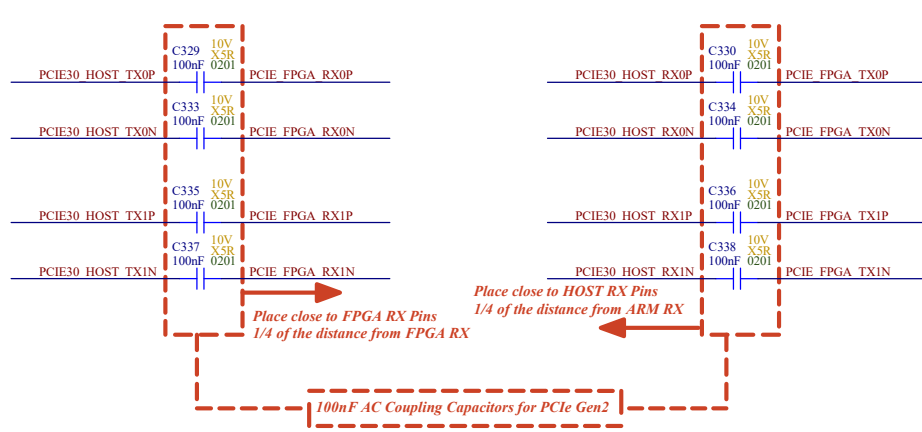 10V
C329 X5R
100nF 0201
PCIE30_HOST_TX0P PCIE_FPGA_RX0P
10V
C333 X5R
100nF 0201
PCIE30_HOST_TX0N PCIE_FPGA_RX0N
10V
C335 X5R
100nF 0201
PCIE30_HOST_TX1P PCIE_FPGA_RX1P
10V
C337 X5R
100nF 0201
PCIE30_HOST_TX1N PCIE_FPGA_RX1N
Place close to FPGA RX Pins
1/4 of the distance from FPGA RX
10V
C330 X5R
100nF 0201
PCIE30_HOST_RX0P PCIE_FPGA_TX0P
10V
C334 X5R
100nF 0201
PCIE30_HOST_RX0N PCIE_FPGA_TX0N
10V
C336 X5R
100nF 0201
PCIE30_HOST_RX1P PCIE_FPGA_TX1P
10V
C338 X5R
100nF 0201
PCIE30_HOST_RX1N PCIE_FPGA_TX1N
Place close to HOST RX Pins
1/4 of the distance from ARM RX
100nF AC Coupling Capacitors for PCIe Gen2